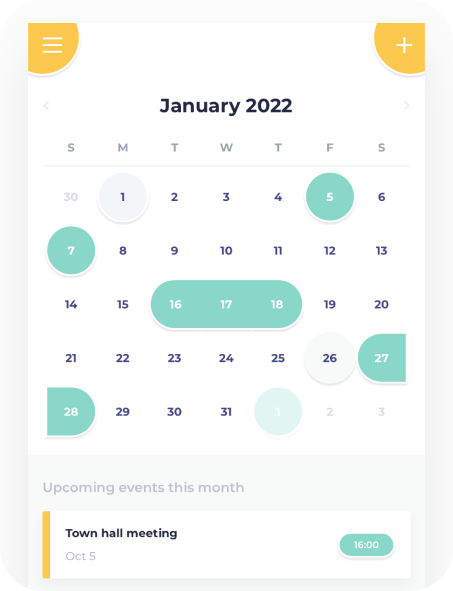 January 2022
S M T W T F S
30 1 2 3 4 5 6
7 8 9 10 11 12 13
14 15 16 17 18 19 20
21 22 23 24 25 26 27
28 29 30 31 1 2 3
Upcoming events this month
Town hall meeting
16:00
Oct 5